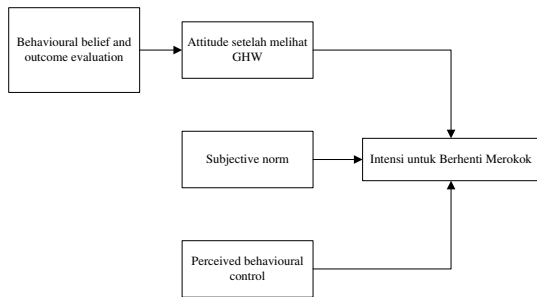 Behavioural belief and
outcome evaluation
Attitude setelah melihat
GHW
Subjective norm
Intensi untuk Berhenti Merokok
Perceived behavioural
control